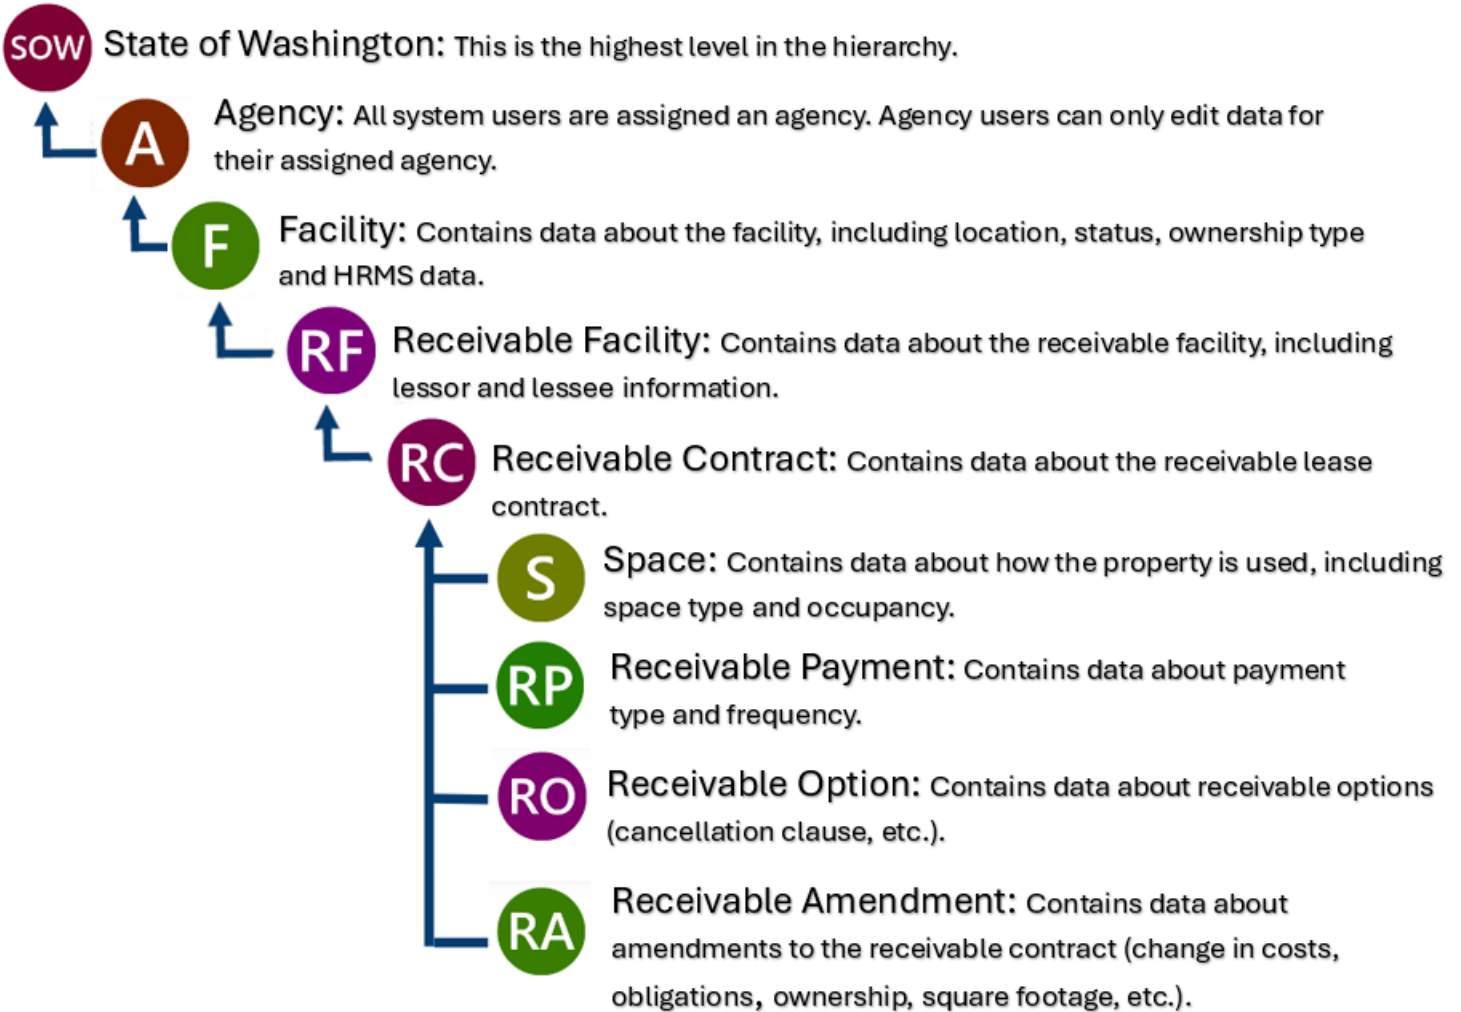 SOW State of Washington: This is the highest level in the hierarchy.
A Agency: All system users are assigned an agency. Agency users can only edit data for
their assigned agency.
F Facility: Contains data about the facility, including location, status, ownership type
and HRMS data.
RF Receivable Facility: Contains data about the receivable facility, including
lessor and lessee information.
RC Receivable Contract: Contains data about the receivable lease
contract.
S Space: Contains data about how the property is used, including
space type and occupancy.
RP Receivable Payment: Contains data about payment
type and frequency.
RO Receivable Option: Contains data about receivable options
(cancellation clause, etc.).
RA Receivable Amendment: Contains data about
amendments to the receivable contract (change in costs,
obligations, ownership, square footage, etc.).